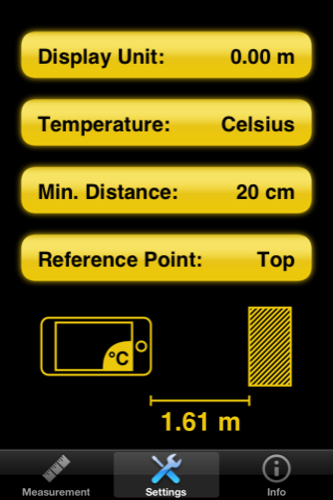 Display Unit: 0.00 m
Temperature: Celsius
Min. Distance: 20 cm
Reference Point: Top
°C
1.61 m
Measurement Settings Info